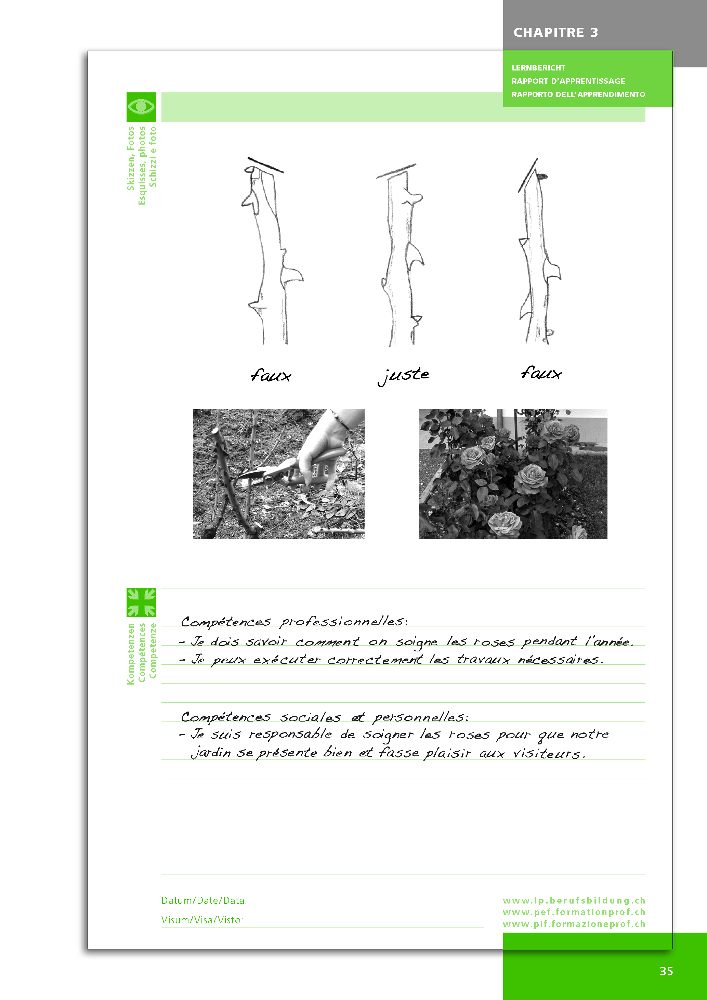 CHAPITRE 3
LERNBERICHT
RAPPORT D’APPRENTISSAGE
RAPPORTO DELL‘APPRENDIMENTO
Skizzen, Fotos
Esquisses, photos
Schizzi e foto
faux
juste
faux
Kompetenzen
Compétences
Competenze
Compétences professionnelles:
- Je dois savoir comment on soigne les roses pendant l'année.
- Je peux exécuter correctement les travaux nécessaires.
Compétences sociales et personnelles:
- Je suis responsable de soigner les roses pour que notre
jardin se présente bien et fasse plaisir aux visiteurs.
Datum/Date/Data:
Visum/Visa/Visto:
www.lp.berufsbildung.ch
www.pef.formationprof.ch
www.pif.formazioneprof.ch
35